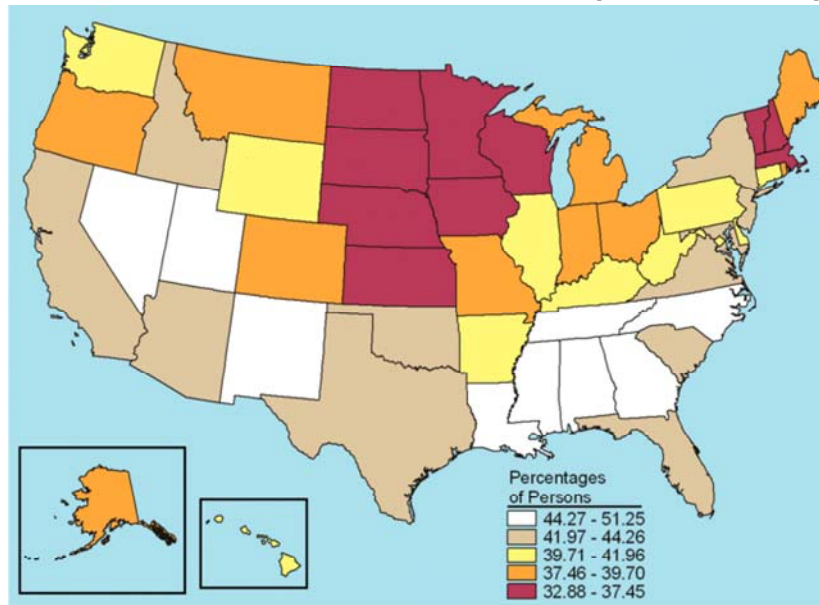 Percentages
of Persons
44.27 - 51.25
41.97 - 44.26
39.71 - 41.96
37.46 - 39.70
32.88 - 37.45